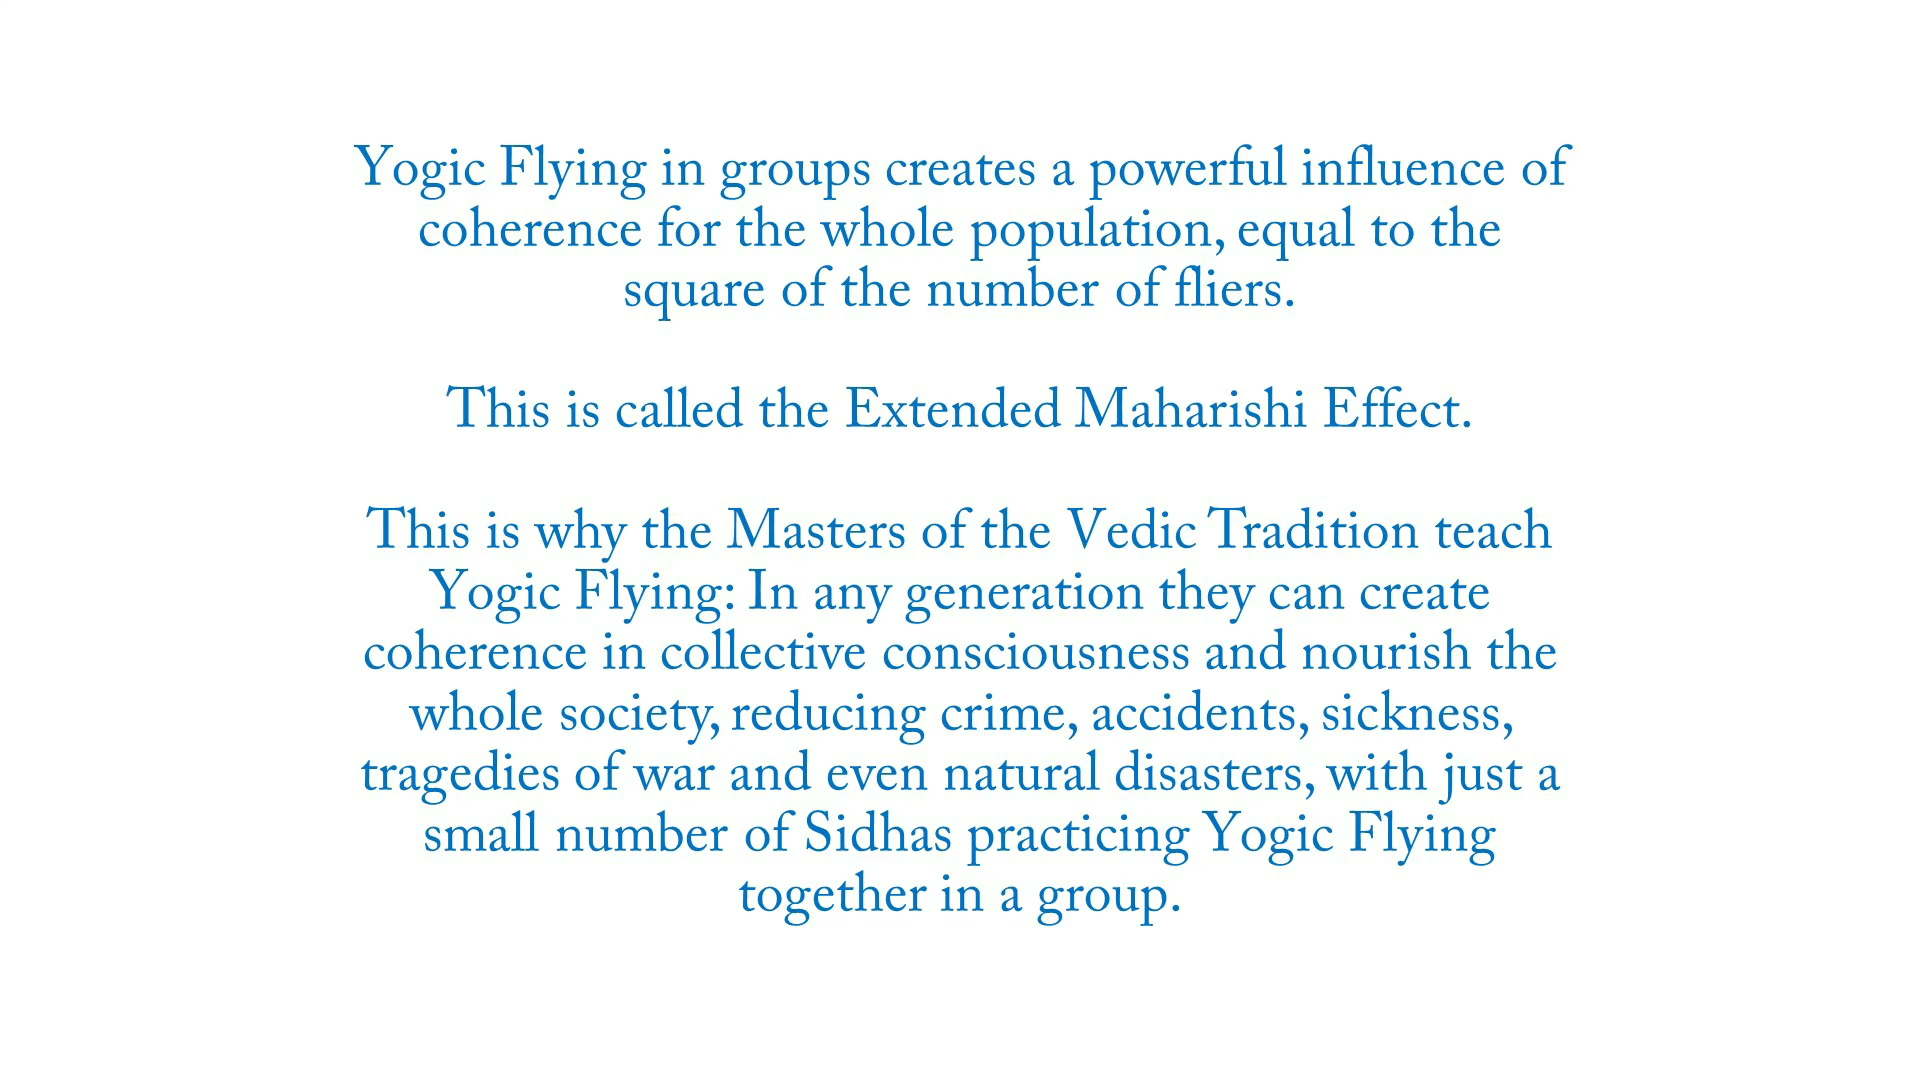 Yogic Flying in groups creates a powerful influence of
coherence for the whole population, equal to the
square of the number of fliers.
This is called the Extended Maharishi Effect.
This is why the Masters of the Vedic Tradition teach
Yogic Flying: In any generation they can create
coherence in collective consciousness and nourish the
whole society, reducing crime, accidents, sickness,
tragedies of war and even natural disasters, with just a
small number of Sidhas practicing Yogic Flying
together in a group.